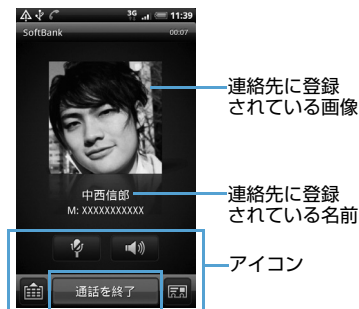 3G 11:39
SoftBank 00:07
連絡先に登録
されている画像
中西信郎
M: XXXXXXXXXXX
連絡先に登録
されている名前
アイコン
通話を終了